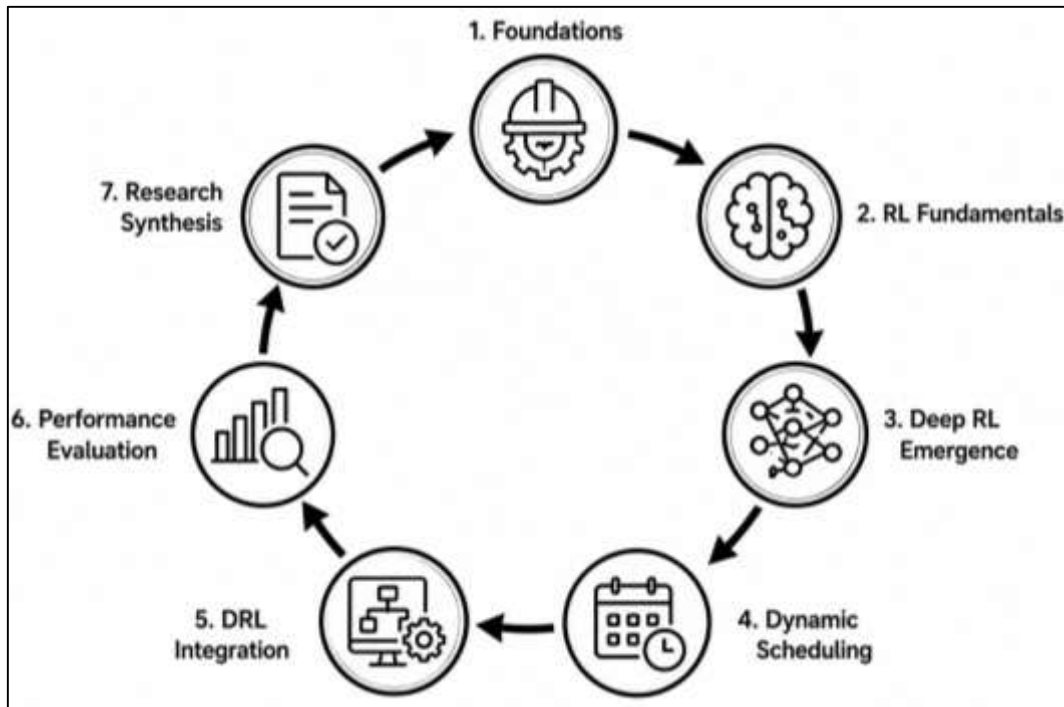 1. Foundations
2. RL Fundamentals
3. Deep RL
Emergence
4. Dynamic
Scheduling
5. DRL
Integration
6. Performance
Evaluation
7. Research
Synthesis